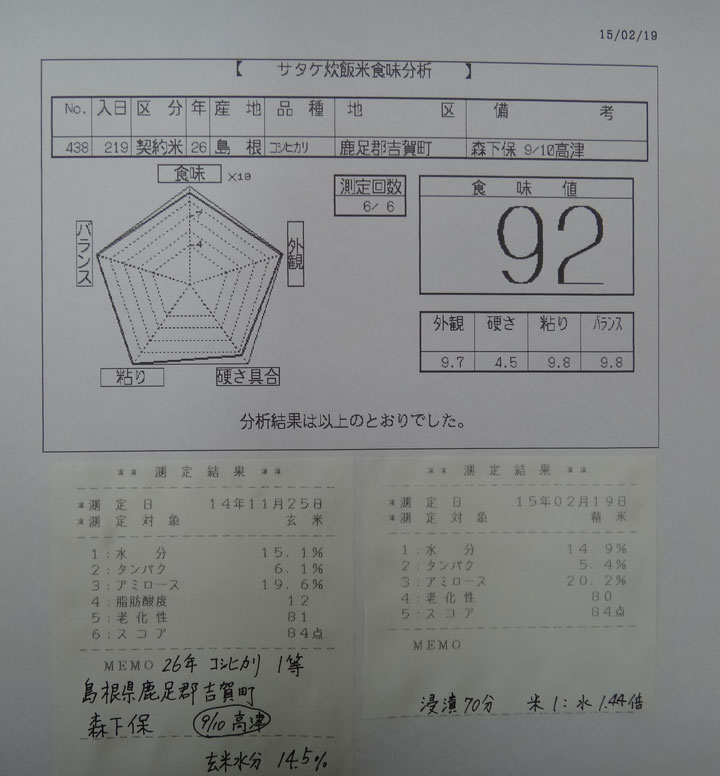 15/02/19
【 サタケ炊飯米食味分析 】
No. 入日 区分 年 産地 品種 地区 備考
438 219 契約米 26 島根 コシヒカリ 鹿足郡吉賀町 森下保 9/10高津
食味 ×10
7
4
バランス
外観
粘り
硬さ具合
測定回数
6/ 6
食味値
92
外観 硬さ 粘り バランス
9.7 4.5 9.8 9.8
分析結果は以上のとおりでした。
** 測定結果 **
*測定日 14年11月25日
*測定対象 玄米
1:水分 15.1%
2:タンパク 6.1%
3:アミロース 19.6%
4:脂肪酸度 12
5:老化性 81
6:スコア 84点
MEMO 26年 コシヒカリ 1等
島根県鹿足郡吉賀町
森下保 9/10 高津
玄米水分 14.5%
** 測定結果 **
*測定日 15年02月19日
*測定対象 精米
1:水分 14.9%
2:タンパク 5.4%
3:アミロース 20.2%
4:老化性 80
5:スコア 84点
MEMO
浸漬70分 米1:水1.44倍